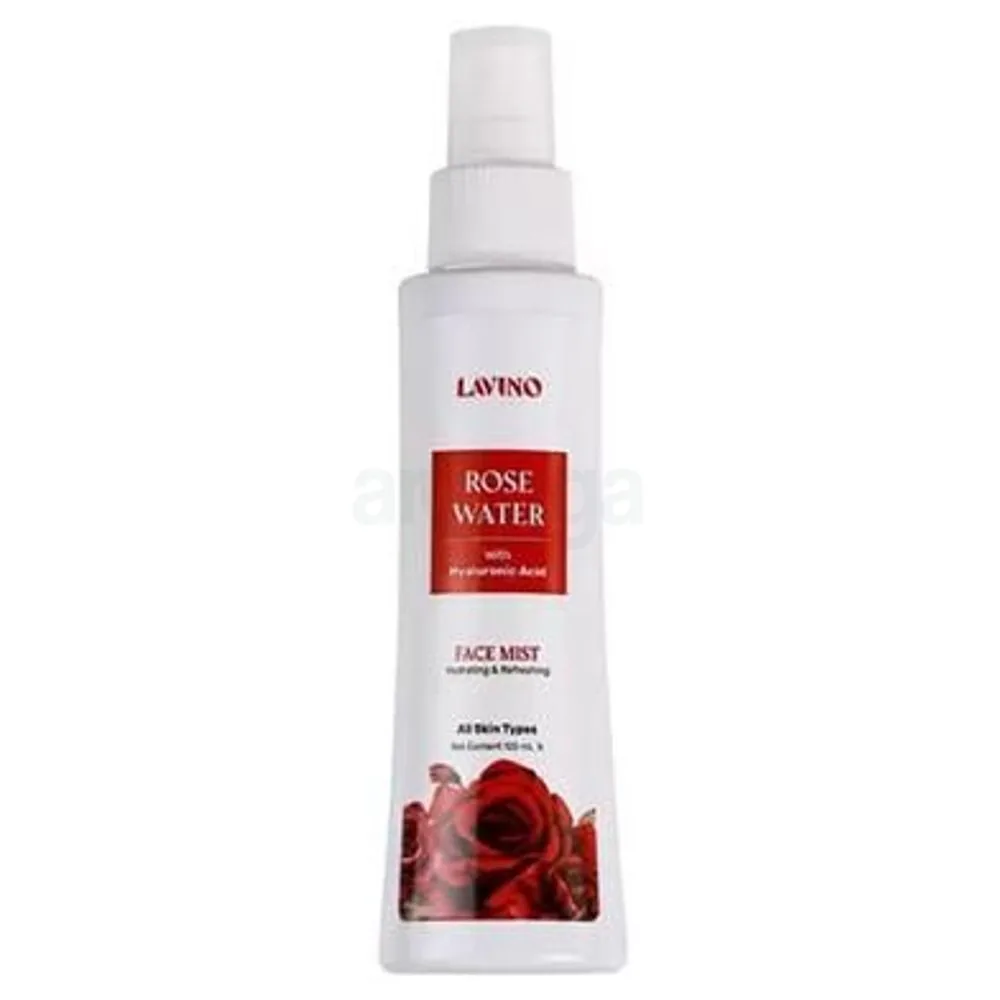 LAVINO
ROSE
WATER
with
Hyaluronic Acid
FACE MIST
Hydrating & Refreshing
All Skin Types